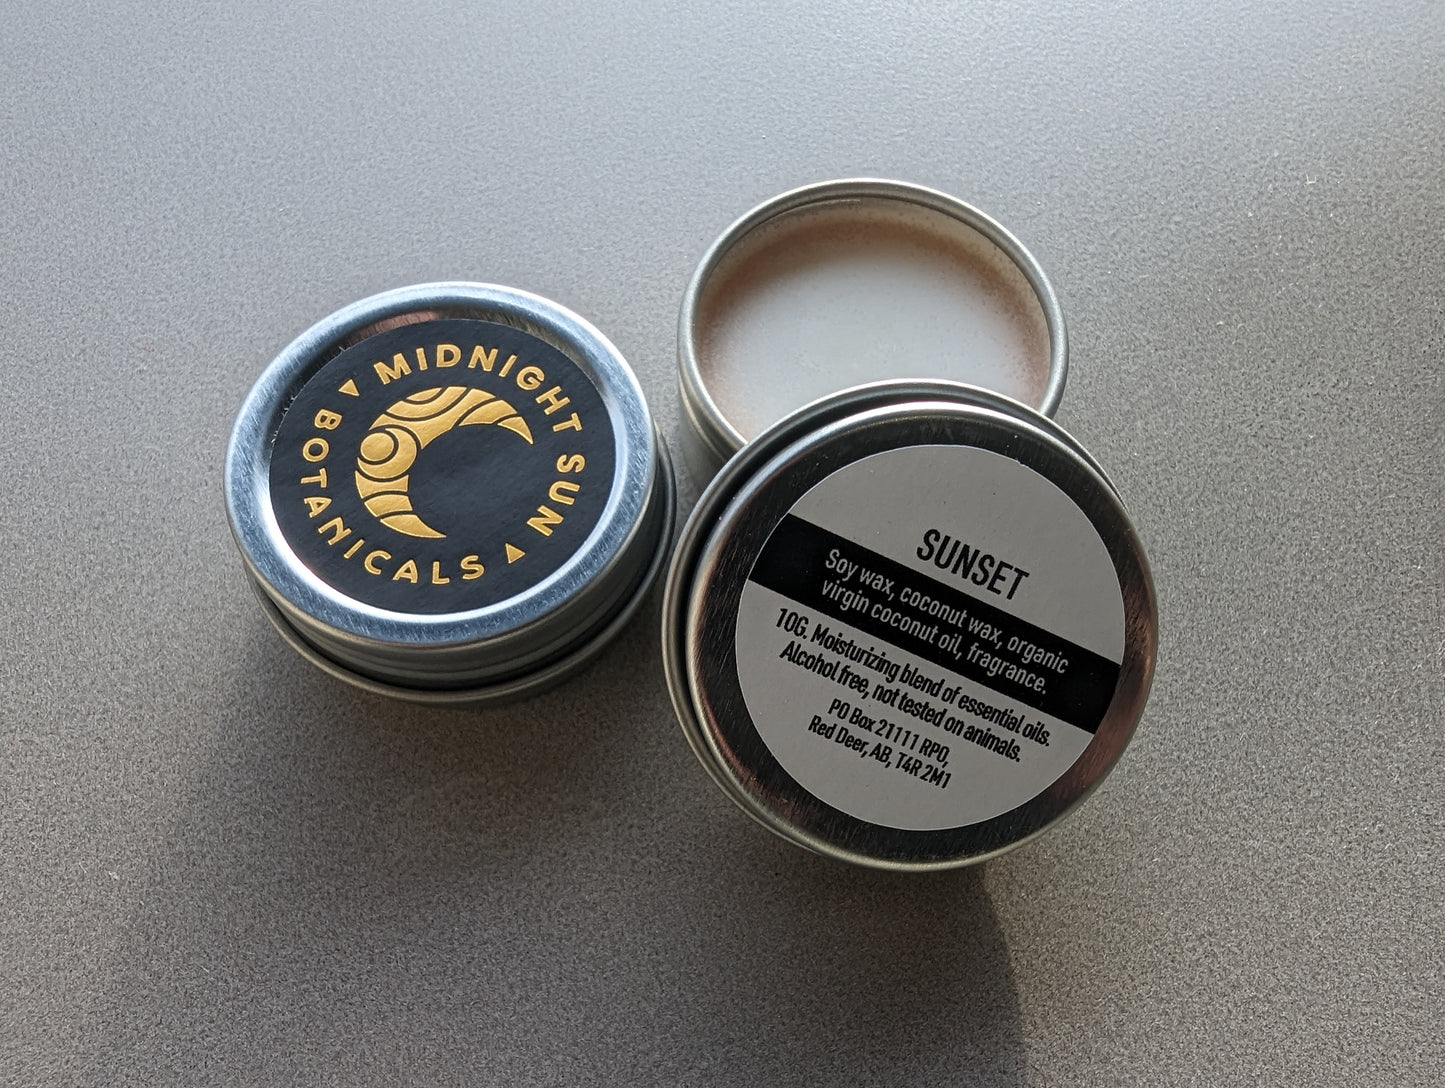 MIDNIGHT SUN
BOTANICALS
SUNSET
Soy wax, coconut wax, organic
virgin coconut oil, fragrance.
10G. Moisturizing blend of essential oils.
Alcohol free, not tested on animals.
PO Box 21111 RPO,
Red Deer, AB, T4R 2M1